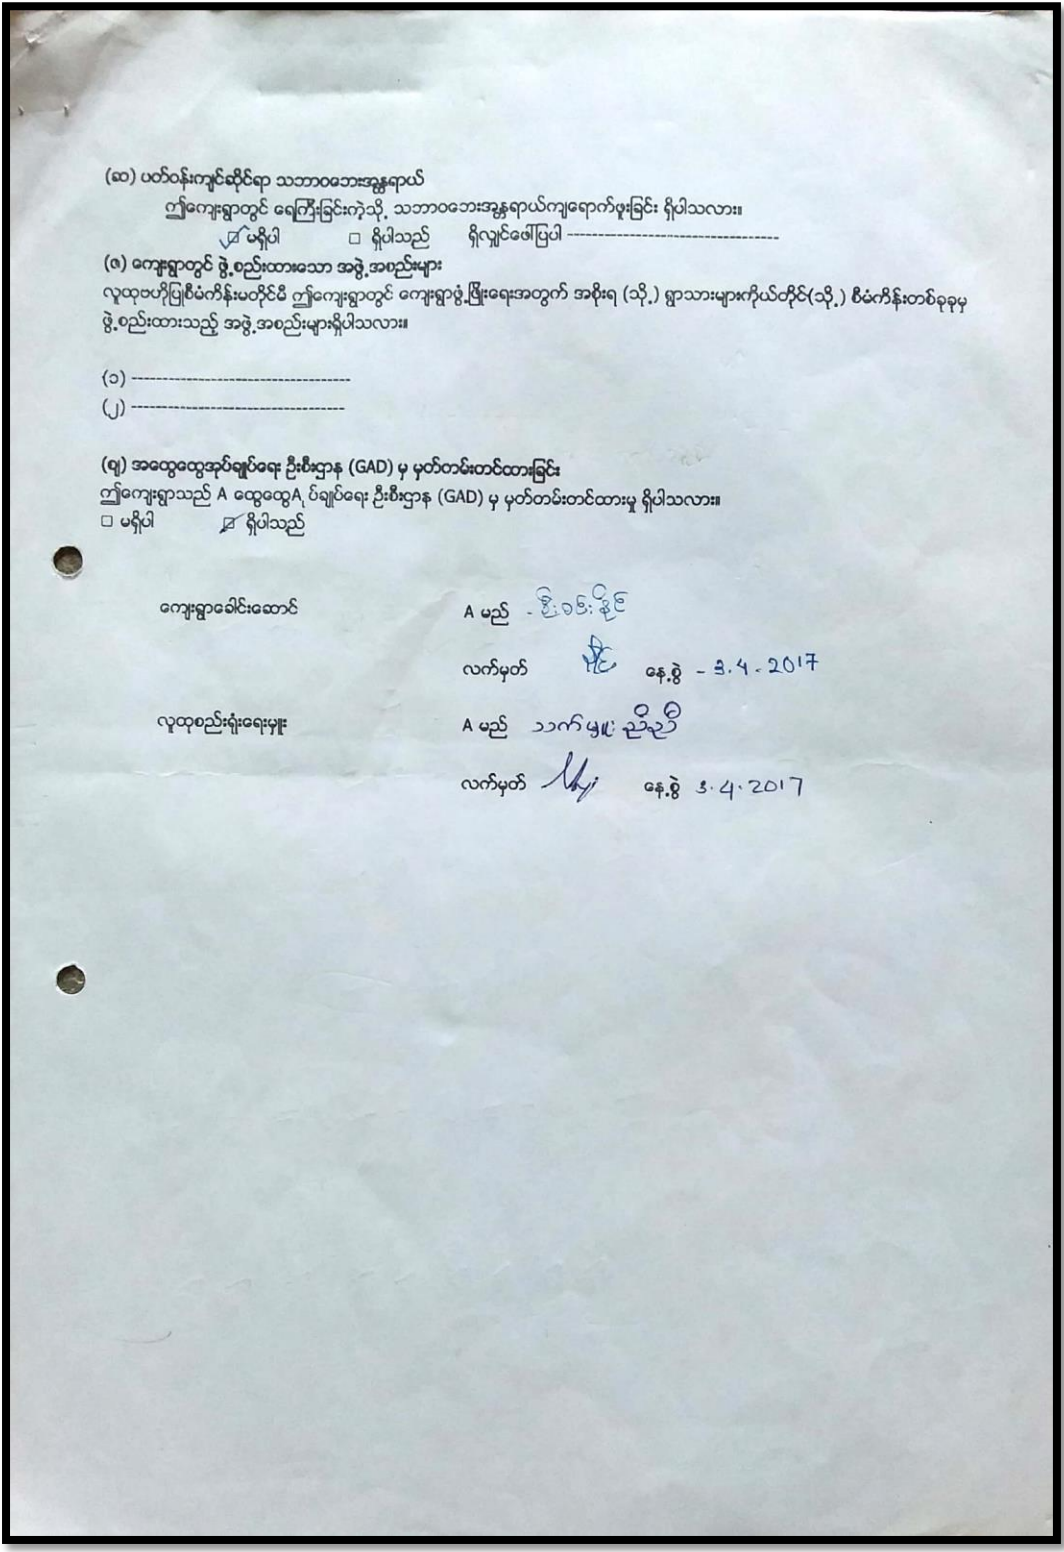 (ဆ) ပတ်ဝန်းကျင်ဆိုင်ရာ သဘာဝဘေးအန္တရာယ်
ဤကျေးရွာတွင် ရေကြီးခြင်းကဲ့သို့ သဘာဝဘေးအန္တရာယ်ကျရောက်ဖူးခြင်း ရှိပါသလား။
☑ မရှိပါ □ ရှိပါသည် ရှိလျှင်ဖေါ်ပြပါ -----------------------------------
(ဇ) ကျေးရွာတွင် ဖွဲ့စည်းထားသော အဖွဲ့အစည်းများ
လူထုဗဟိုပြုစီမံကိန်းမတိုင်မီ ဤကျေးရွာတွင် ကျေးရွာဖွံ့ဖြိုးရေးအတွက် အစိုးရ (သို့) ရွာသားများကိုယ်တိုင်(သို့) စီမံကိန်းတစ်ခုခုမှ
ဖွဲ့စည်းထားသည့် အဖွဲ့အစည်းများရှိပါသလား။
(၁) ------------------------------------
(၂) -----------------------------------
(ဈ) အထွေထွေအုပ်ချုပ်ရေး ဦးစီးဌာန (GAD) မှ မှတ်တမ်းတင်ထားခြင်း
ဤကျေးရွာသည် A ထွေထွေAု ပ်ချုပ်ရေး ဦးစီးဌာန (GAD) မှ မှတ်တမ်းတင်ထားမှု ရှိပါသလား။
□ မရှိပါ ☑ ရှိပါသည်
ကျေးရွာခေါင်းဆောင် A မည် - ဦးဝင်းနိုင်
လက်မှတ် နေ့စွဲ - 3.4.2017
လူထုစည်းရုံးရေးမှူး A မည် သက်မှူးညိုညို
လက်မှတ် နေ့စွဲ 3.4.2017